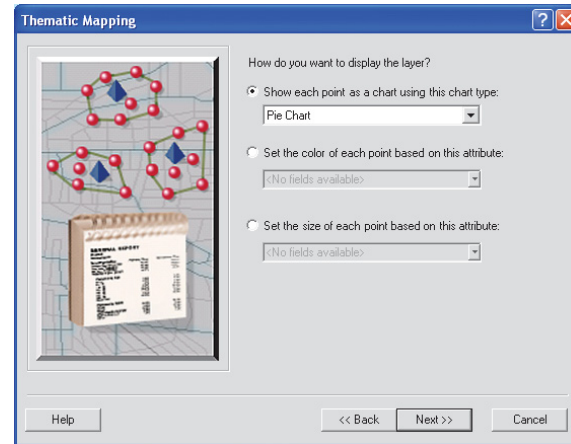 Thematic Mapping
How do you want to display the layer?
Show each point as a chart using this chart type:
Pie Chart
Set the color of each point based on this attribute:
<No fields available>
Set the size of each point based on this attribute:
<No fields available>
Help
<< Back
Next >>
Cancel